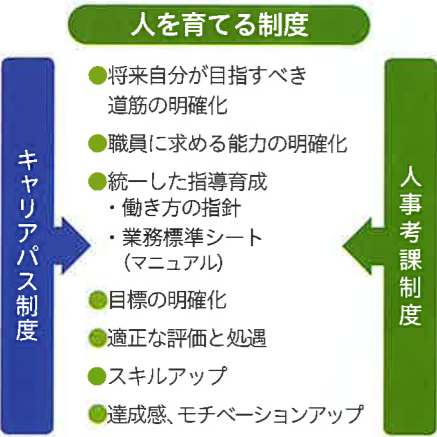 人を育てる制度
キャリアパス制度
●将来自分が目指すべき
道筋の明確化
●職員に求める能力の明確化
●統一した指導育成
・働き方の指針
・業務標準シート
（マニュアル）
●目標の明確化
●適正な評価と処遇
●スキルアップ
●達成感、モチベーションアップ
人事考課制度